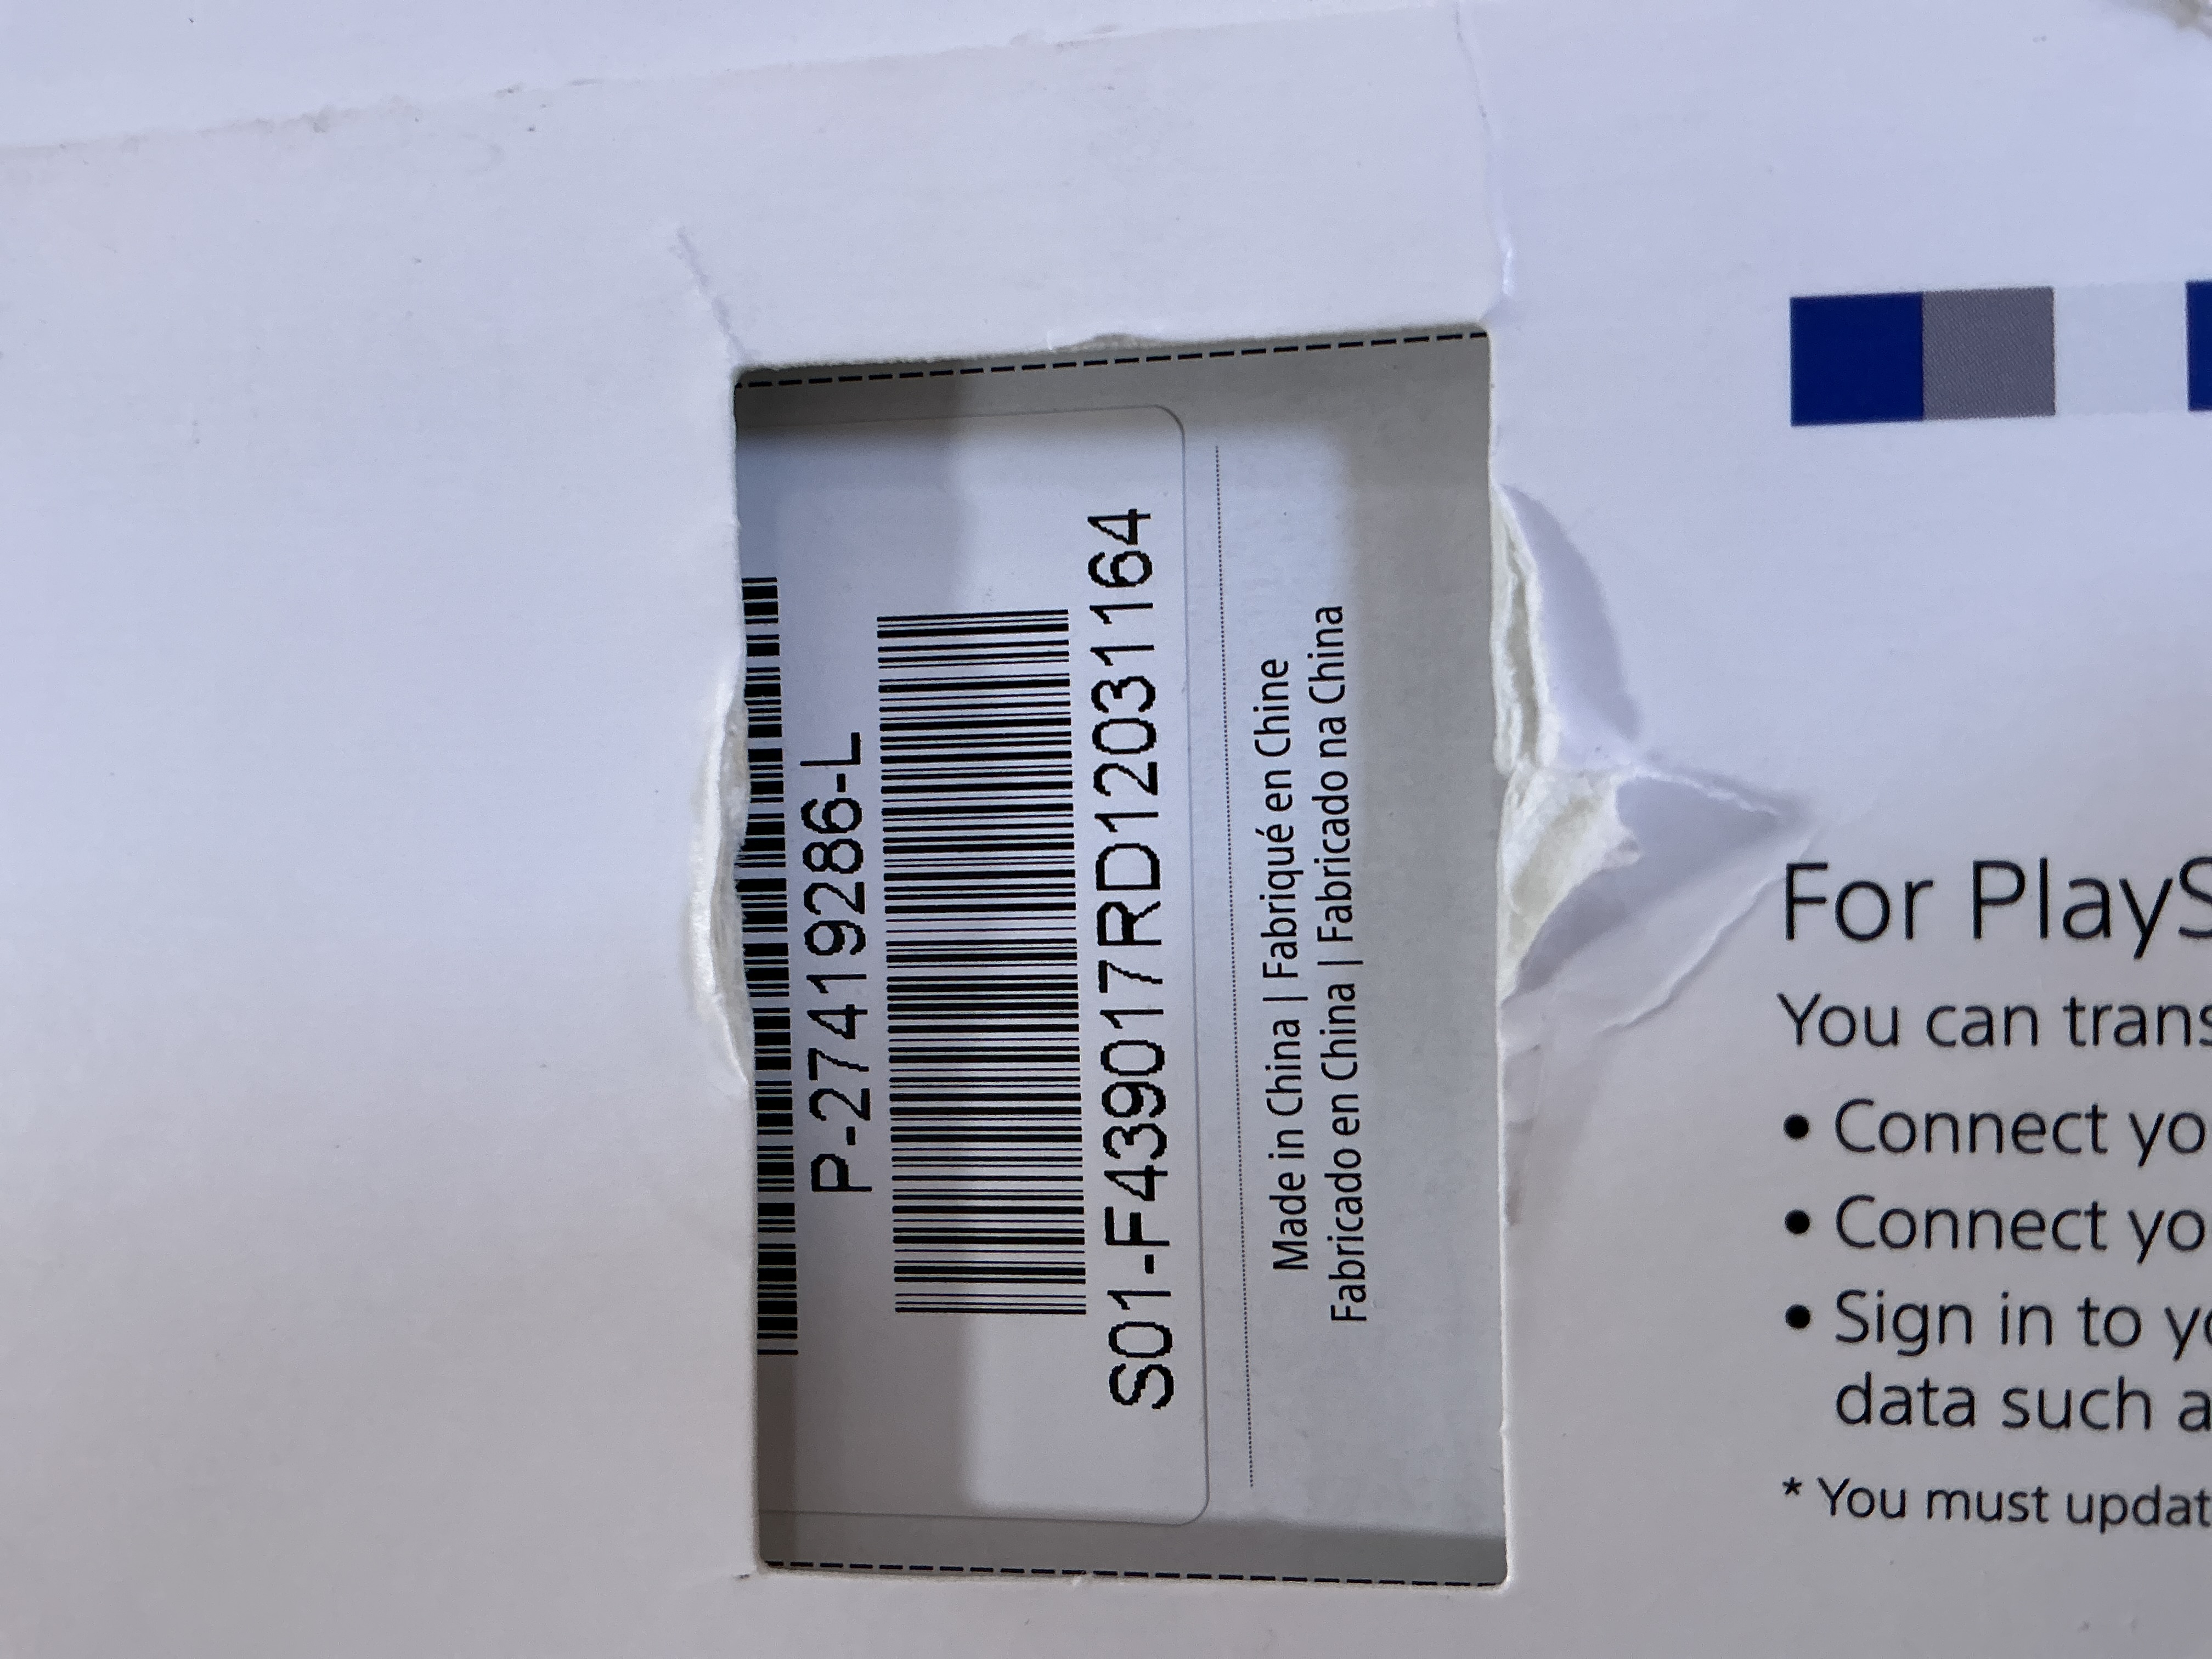 P-27419286-L
S01-F439017RD12031164
Made in China | Fabriqué en Chine
Fabricado en China | Fabricado na China
For PlayS
You can trans
• Connect yo
• Connect yo
• Sign in to yo
data such a
* You must updat